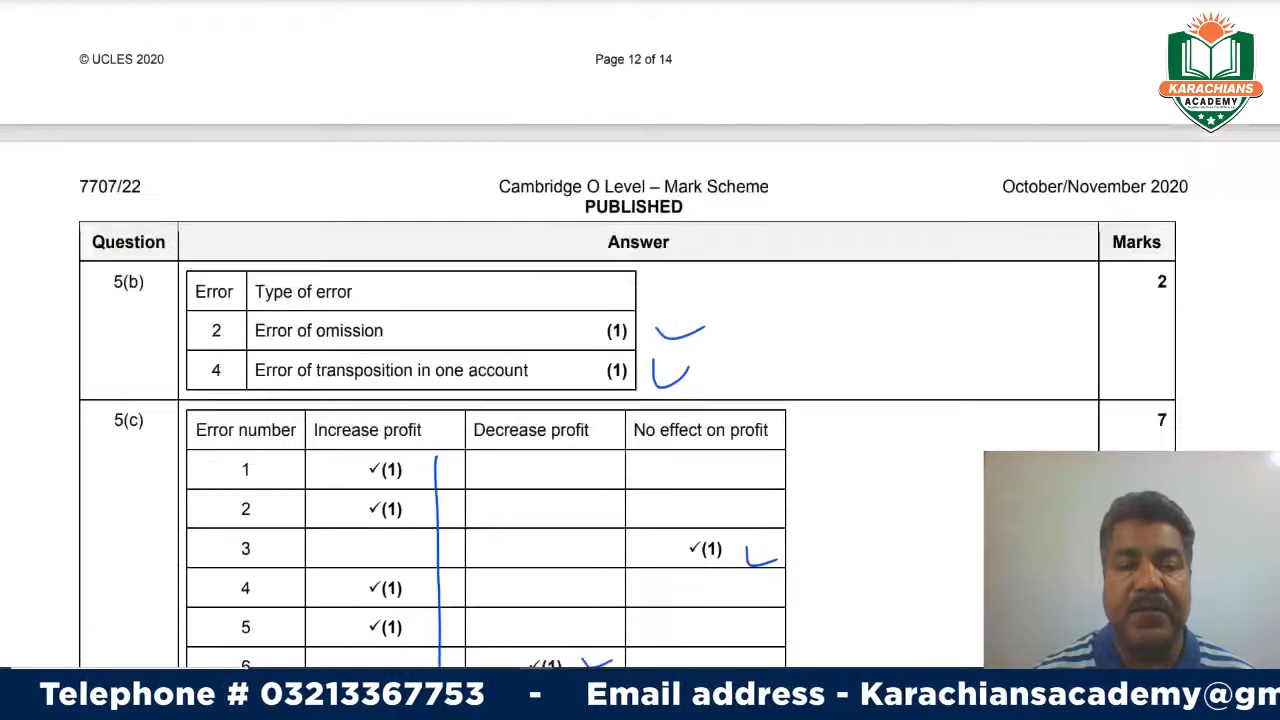 © UCLES 2020 Page 12 of 14
KARACHIANS
ACADEMY
7707/22 Cambridge O Level – Mark Scheme October/November 2020
PUBLISHED
Question Answer Marks
5(b) 2
Error Type of error
2 Error of omission (1)
4 Error of transposition in one account (1)
5(c) 7
Error number Increase profit Decrease profit No effect on profit
1 ✓(1)
2 ✓(1)
3 ✓(1)
4 ✓(1)
5 ✓(1)
6 ✓(1)
Telephone # 03213367753 - Email address - Karachiansacademy@gm